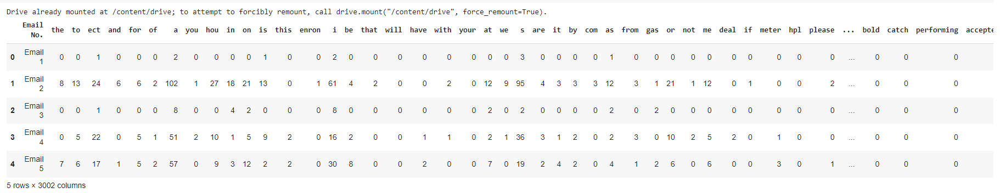 Drive already mounted at /content/drive; to attempt to forcibly remount, call drive.mount("/content/drive", force_remount=True).
Email No. the to ect and for of a you hou in on is this enron i be that will have with your at we s are it by com as from gas or not me deal if meter hpl please ... bold catch performing accepte
0 Email 1 0 0 1 0 0 0 2 0 0 0 0 1 0 0 2 0 0 0 0 0 0 0 0 3 0 0 0 0 1 0 0 0 0 0 0 0 0 0 0 ... 0 0 0
1 Email 2 8 13 24 6 6 2 102 1 27 18 21 13 0 1 61 4 2 0 0 2 0 12 9 95 4 3 3 3 12 3 1 21 1 12 0 1 0 0 2 ... 0 0 0
2 Email 3 0 0 1 0 0 0 8 0 0 4 2 0 0 0 8 0 0 0 0 0 0 2 0 2 0 0 0 0 2 0 2 0 0 0 0 0 0 0 0 ... 0 0 0
3 Email 4 0 5 22 0 5 1 51 2 10 1 5 9 2 0 16 2 0 0 1 1 0 2 1 36 3 1 2 0 2 3 0 10 2 5 2 0 1 0 0 ... 0 0 0
4 Email 5 7 6 17 1 5 2 57 0 9 3 12 2 2 0 30 8 0 0 2 0 0 7 0 19 2 4 2 0 4 1 2 6 0 6 0 0 3 0 1 ... 0 0 0
5 rows × 3002 columns